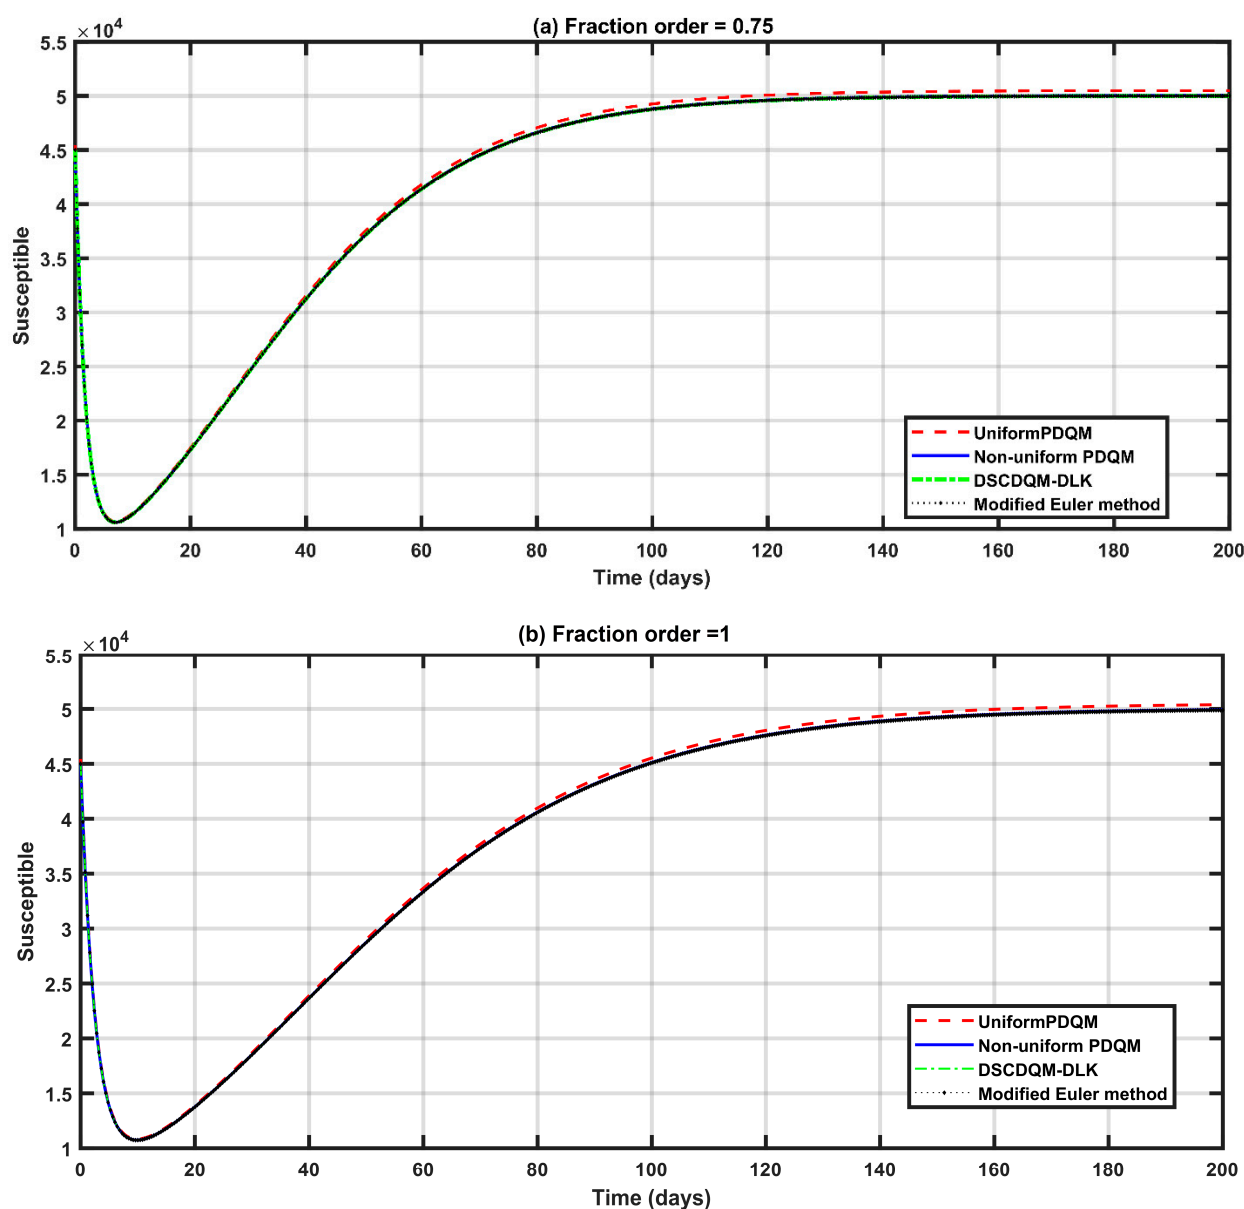 (a) Fraction order = 0.75
×10⁴
5.5
5
4.5
4
3.5
3
2.5
2
1.5
1
Susceptible
UniformPDQM
Non-uniform PDQM
DSCDQM-DLK
Modified Euler method
0 20 40 60 80 100 120 140 160 180 200
Time (days)
(b) Fraction order =1
×10⁴
5.5
5
4.5
4
3.5
3
2.5
2
1.5
1
Susceptible
UniformPDQM
Non-uniform PDQM
DSCDQM-DLK
Modified Euler method
0 20 40 60 80 100 120 140 160 180 200
Time (days)